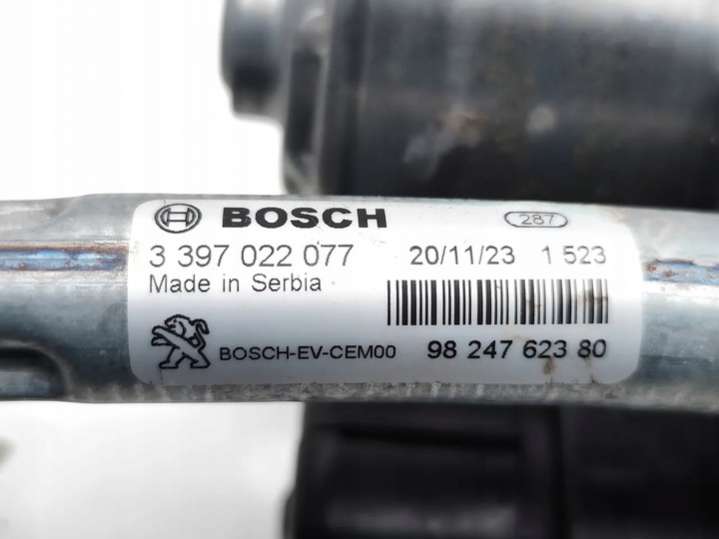 BOSCH 287
3 397 022 077 20/11/23 1 523
Made in Serbia
BOSCH-EV-CEM00 98 247 623 80